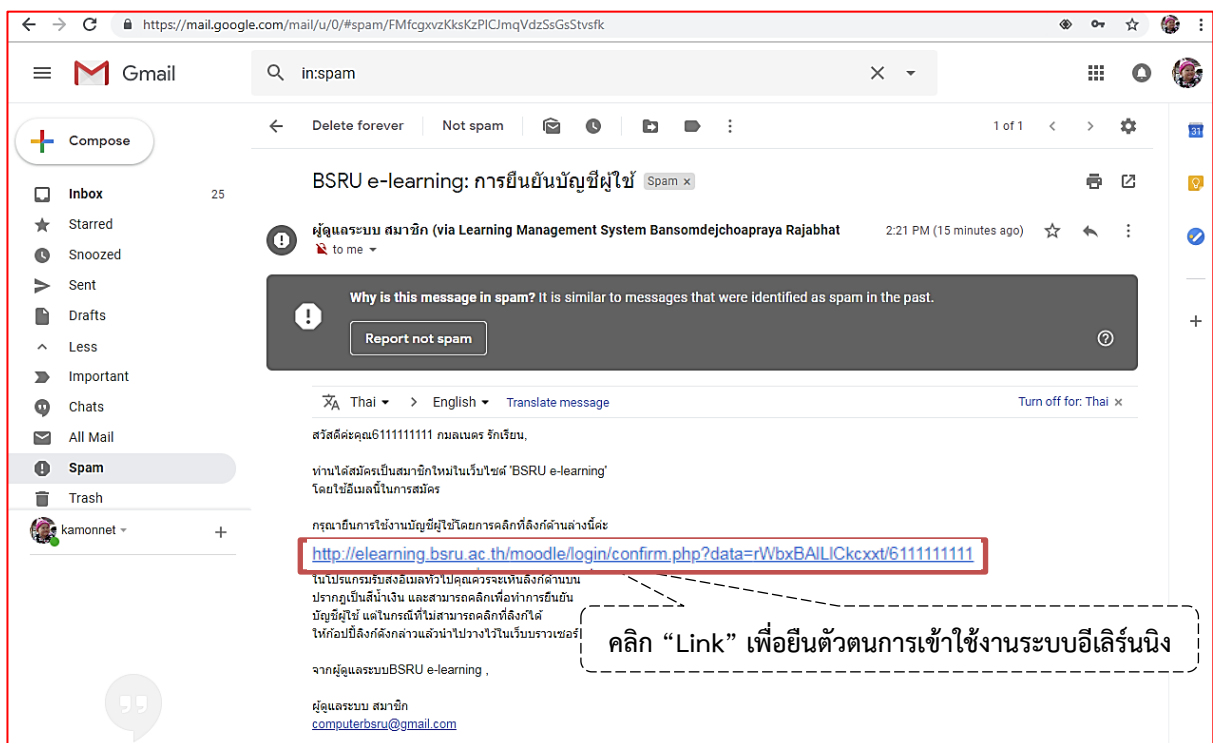 https://mail.google.com/mail/u/0/#spam/FMfcgxvzKksKzPlCJmqVdzSsGsStvsfk
Gmail
in:spam
Compose
Delete forever Not spam
1 of 1
31
Inbox 25
Starred
Snoozed
Sent
Drafts
Less
Important
Chats
All Mail
Spam
Trash
kamonnet
BSRU e-learning: การยืนยันบัญชีผู้ใช้ Spam ×
ผู้ดูแลระบบ สมาชิก (via Learning Management System Bansomdejchoapraya Rajabhat 2:21 PM (15 minutes ago)
to me
Why is this message in spam? It is similar to messages that were identified as spam in the past.
Report not spam
Thai > English Translate message Turn off for: Thai ×
สวัสดีค่ะคุณ6111111111 กมลเนตร รักเรียน,
ท่านได้สมัครเป็นสมาชิกใหม่ในเว็บไซต์ 'BSRU e-learning'
โดยใช้อีเมลนี้ในการสมัคร
กรุณายืนการใช้งานบัญชีผู้ใช้โดยการคลิกที่ลิงก์ด้านล่างนี้ค่ะ
http://elearning.bsru.ac.th/moodle/login/confirm.php?data=rWbxBAILlCkcxxt/6111111111
ในโปรแกรมรับส่งอีเมลทั่วไปคุณควรจะเห็นลิงก์ด้านบน
ปรากฏเป็นสีน้ำเงิน และสามารถคลิกเพื่อทำการยืนยัน
บัญชีผู้ใช้ แต่ในกรณีที่ไม่สามารถคลิกที่ลิงก์ได้
ให้ก๊อปปี้ลิงก์ดังกล่าวแล้วนำไปวางไว้ในเว็บบราวเซอร์
คลิก “Link” เพื่อยืนตัวตนการเข้าใช้งานระบบอีเลิร์นนิง
จากผู้ดูแลระบบBSRU e-learning ,
ผู้ดูแลระบบ สมาชิก
computerbsru@gmail.com